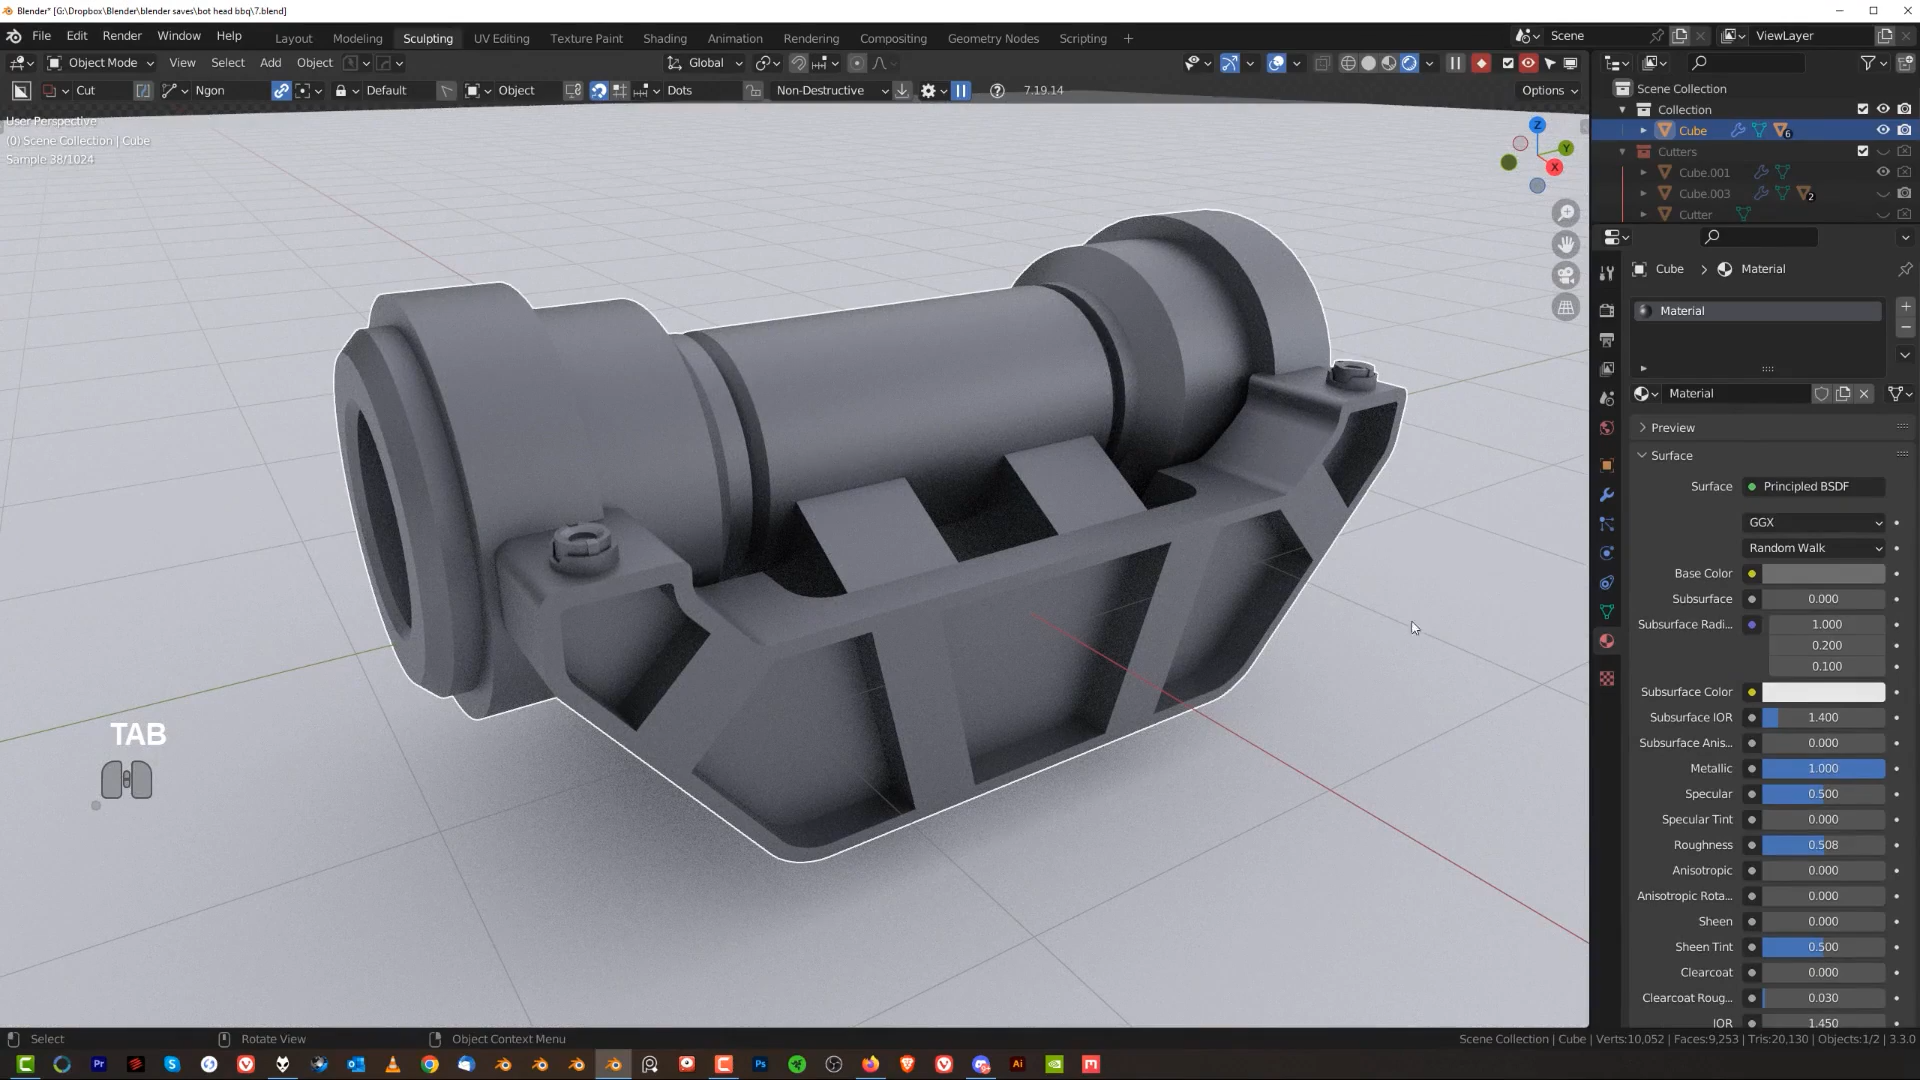 Blender* [G:\Dropbox\Blender\blender saves\bot head bbq\7.blend]
File Edit Render Window Help Layout Modeling Sculpting UV Editing Texture Paint Shading Animation Rendering Compositing Geometry Nodes Scripting + Scene ViewLayer
Object Mode View Select Add Object Global
Cut Ngon Default Object Dots Non-Destructive 7.19.14 Options
User Perspective
(0) Scene Collection | Cube
Sample 38/1024
Z
Y
X
Scene Collection
Collection
Cube 6
Cutters
Cube.001
Cube.003 2
Cutter
Cube > Material
Material
Material
Preview
Surface
Surface Principled BSDF
GGX
Random Walk
Base Color
Subsurface 0.000
Subsurface Radi... 1.000
0.200
0.100
Subsurface Color
Subsurface IOR 1.400
Subsurface Anis... 0.000
Metallic 1.000
Specular 0.500
Specular Tint 0.000
Roughness 0.508
Anisotropic 0.000
Anisotropic Rota... 0.000
Sheen 0.000
Sheen Tint 0.500
Clearcoat 0.000
Clearcoat Roug... 0.030
IOR 1.450
TAB
Select Rotate View Object Context Menu Scene Collection | Cube | Verts:10,052 | Faces:9,253 | Tris:20,130 | Objects:1/2 | 3.3.0
Pr
Ps
Ai